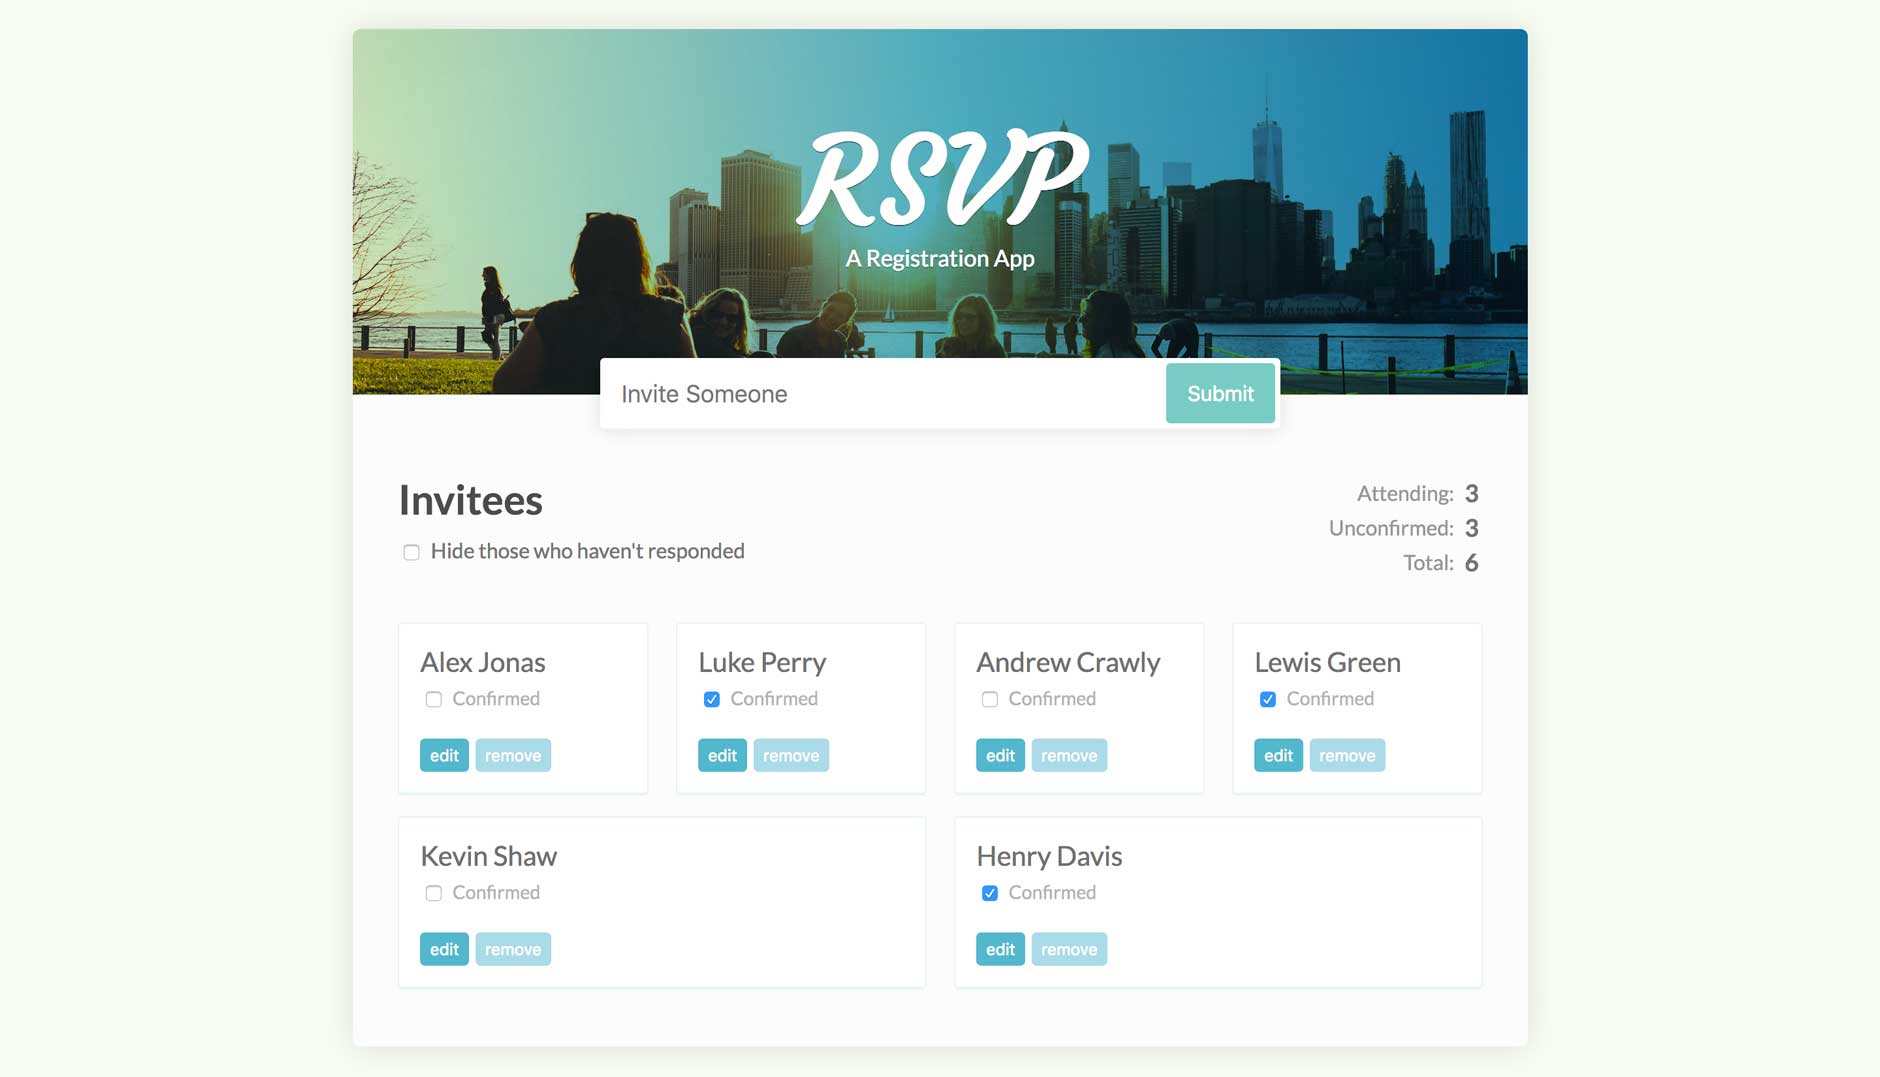 RSVP
A Registration App
Invite Someone
Submit
Invitees
Hide those who haven't responded
Attending: 3
Unconfirmed: 3
Total: 6
Alex Jonas
Confirmed
edit remove
Luke Perry
Confirmed
edit remove
Andrew Crawly
Confirmed
edit remove
Lewis Green
Confirmed
edit remove
Kevin Shaw
Confirmed
edit remove
Henry Davis
Confirmed
edit remove